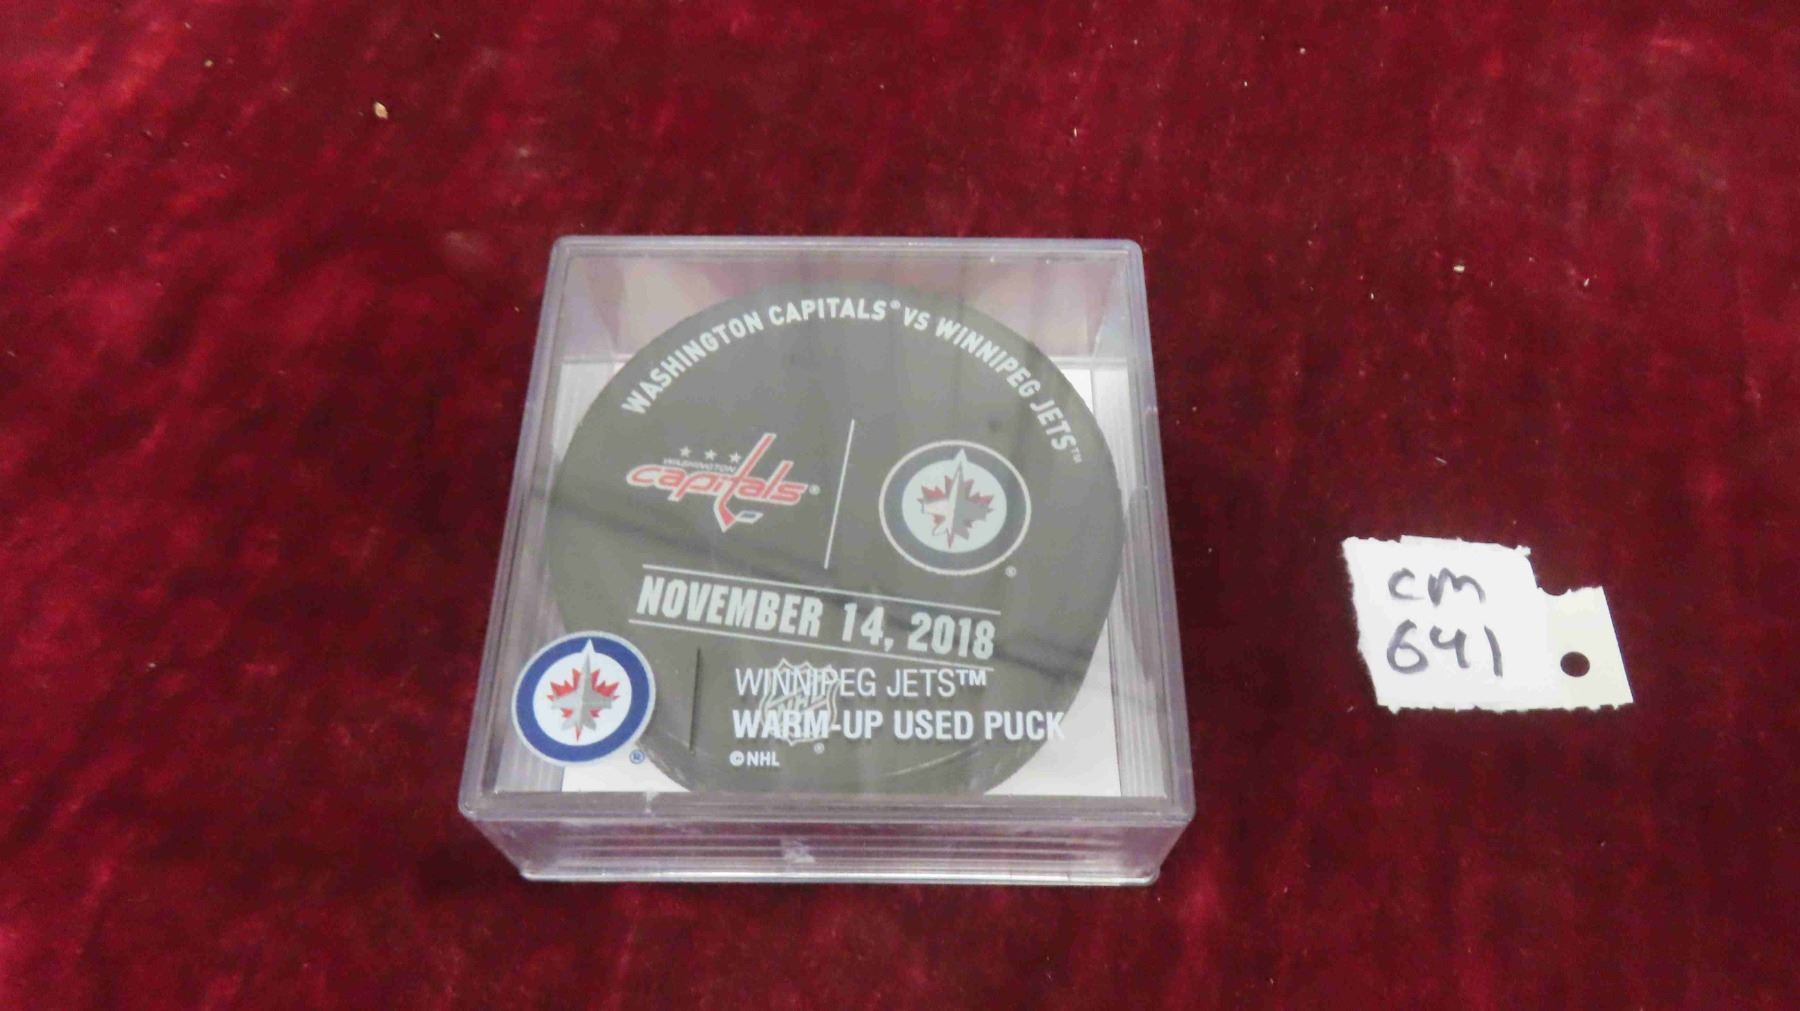 WASHINGTON CAPITALS® VS WINNIPEG JETS™
WASHINGTON
capitals®
®
NOVEMBER 14, 2018
NHL
®
®
WINNIPEG JETS™
WARM-UP USED PUCK
©NHL
cm
641